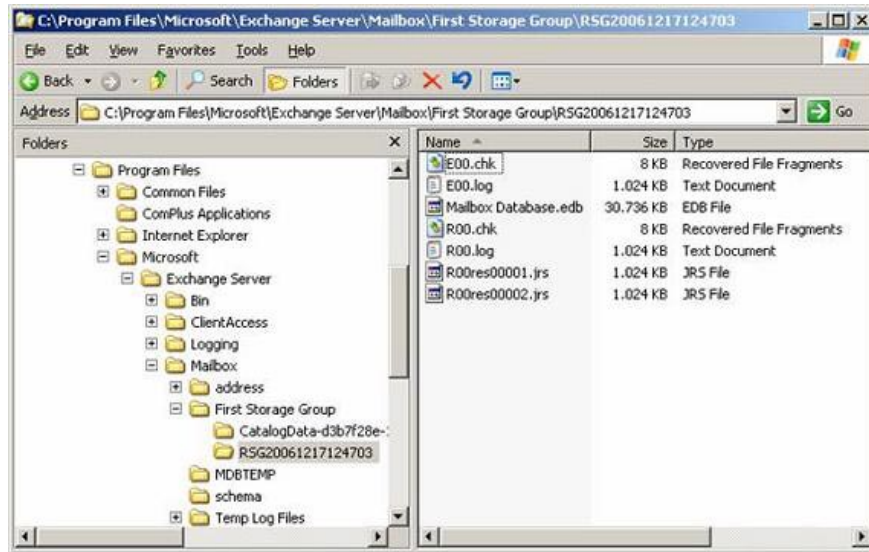 C:\Program Files\Microsoft\Exchange Server\Mailbox\First Storage Group\RSG20061217124703
File Edit View Favorites Tools Help
Back Search Folders
Address C:\Program Files\Microsoft\Exchange Server\Mailbox\First Storage Group\RSG20061217124703 Go
Folders x Name Size Type
Program Files
Common Files
ComPlus Applications
Internet Explorer
Microsoft
Exchange Server
Bin
ClientAccess
Logging
Mailbox
address
First Storage Group
CatalogData-d3b7f28e-
RSG20061217124703
MDBTEMP
schema
Temp Log Files
E00.chk 8 KB Recovered File Fragments
E00.log 1.024 KB Text Document
Mailbox Database.edb 30.736 KB EDB File
R00.chk 8 KB Recovered File Fragments
R00.log 1.024 KB Text Document
R00res00001.jrs 1.024 KB JRS File
R00res00002.jrs 1.024 KB JRS File